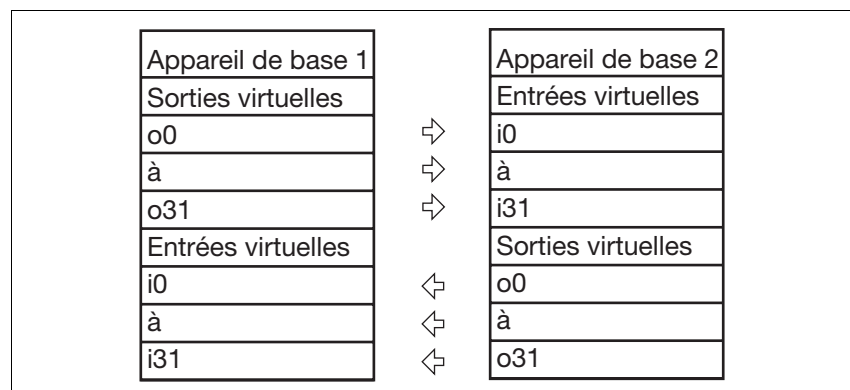 Appareil de base 1
Sorties virtuelles
o0
à
o31
Entrées virtuelles
i0
à
i31
Appareil de base 2
Entrées virtuelles
i0
à
i31
Sorties virtuelles
o0
à
o31